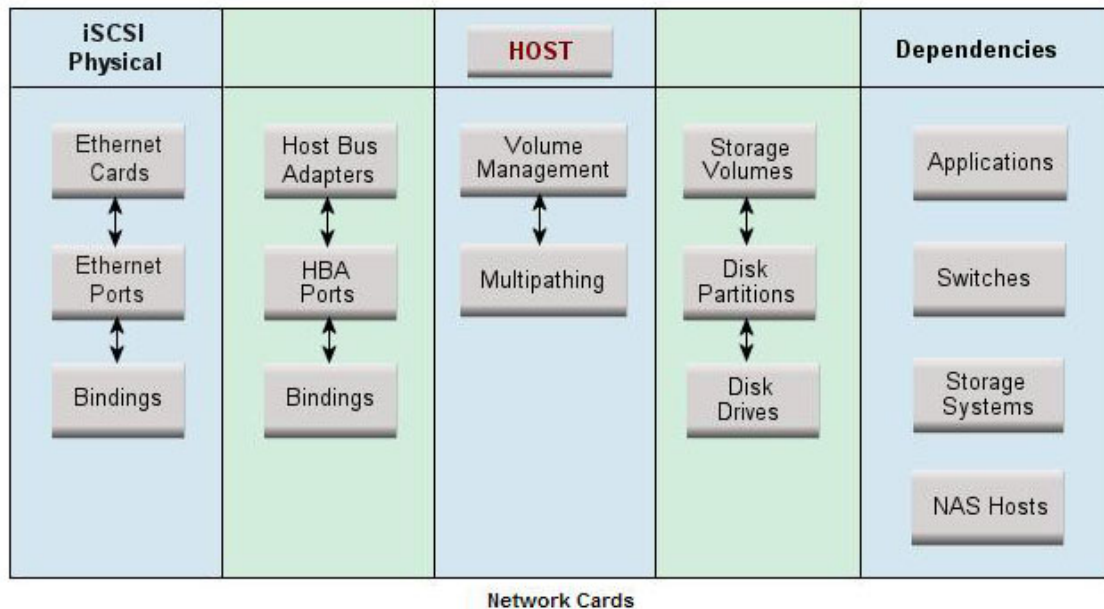 iSCSI
Physical
HOST
Dependencies
Ethernet
Cards
Host Bus
Adapters
Volume
Management
Storage
Volumes
Applications
Ethernet
Ports
HBA
Ports
Multipathing
Disk
Partitions
Switches
Bindings
Bindings
Disk
Drives
Storage
Systems
NAS Hosts
Network Cards